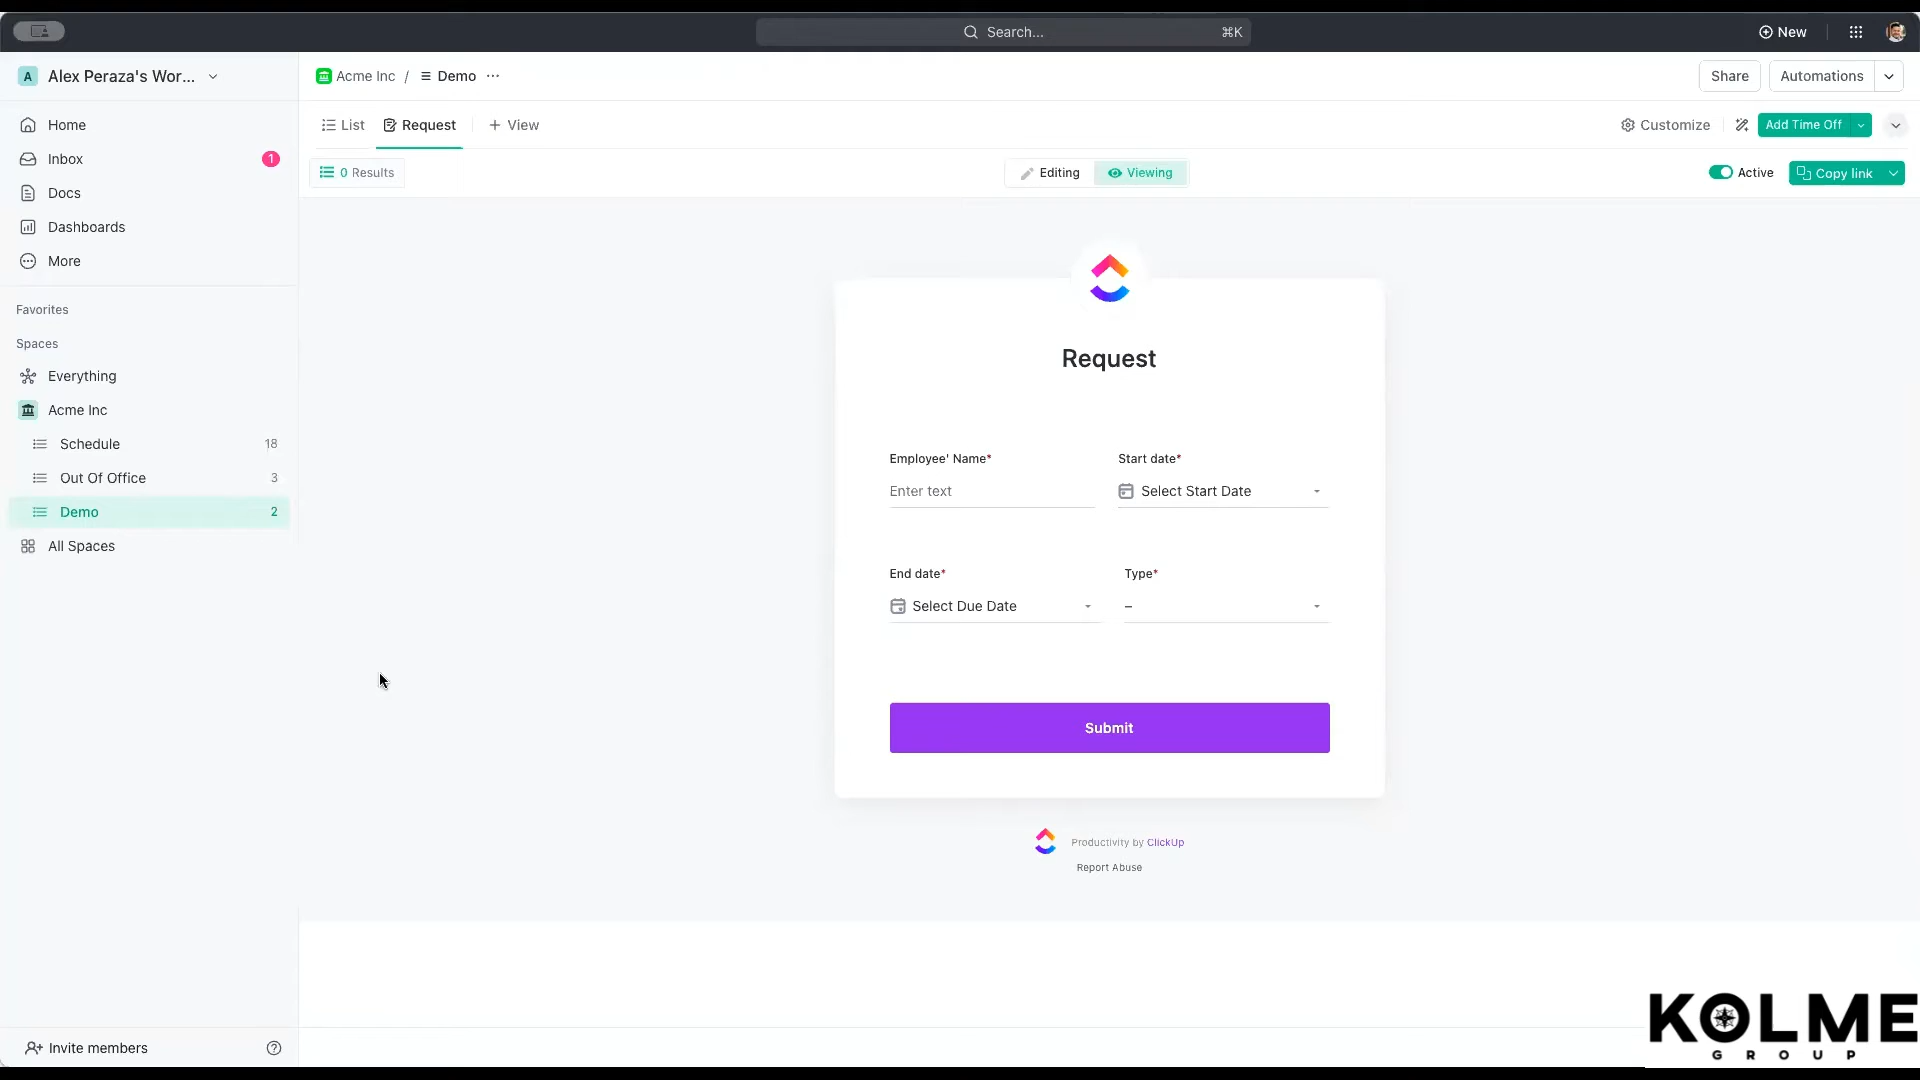 Search...
⌘K
New
A
Alex Peraza's Wor...
Acme Inc / Demo ...
Share
Automations
Home
Inbox
1
Docs
Dashboards
More
Favorites
Spaces
Everything
Acme Inc
Schedule
18
Out Of Office
3
Demo
2
All Spaces
Invite members
List
Request
+ View
Customize
Add Time Off
0 Results
Editing
Viewing
Active
Copy link
Request
Employee' Name*
Start date*
Enter text
Select Start Date
End date*
Type*
Select Due Date
–
Submit
Productivity by ClickUp
Report Abuse
KOLME
GROUP